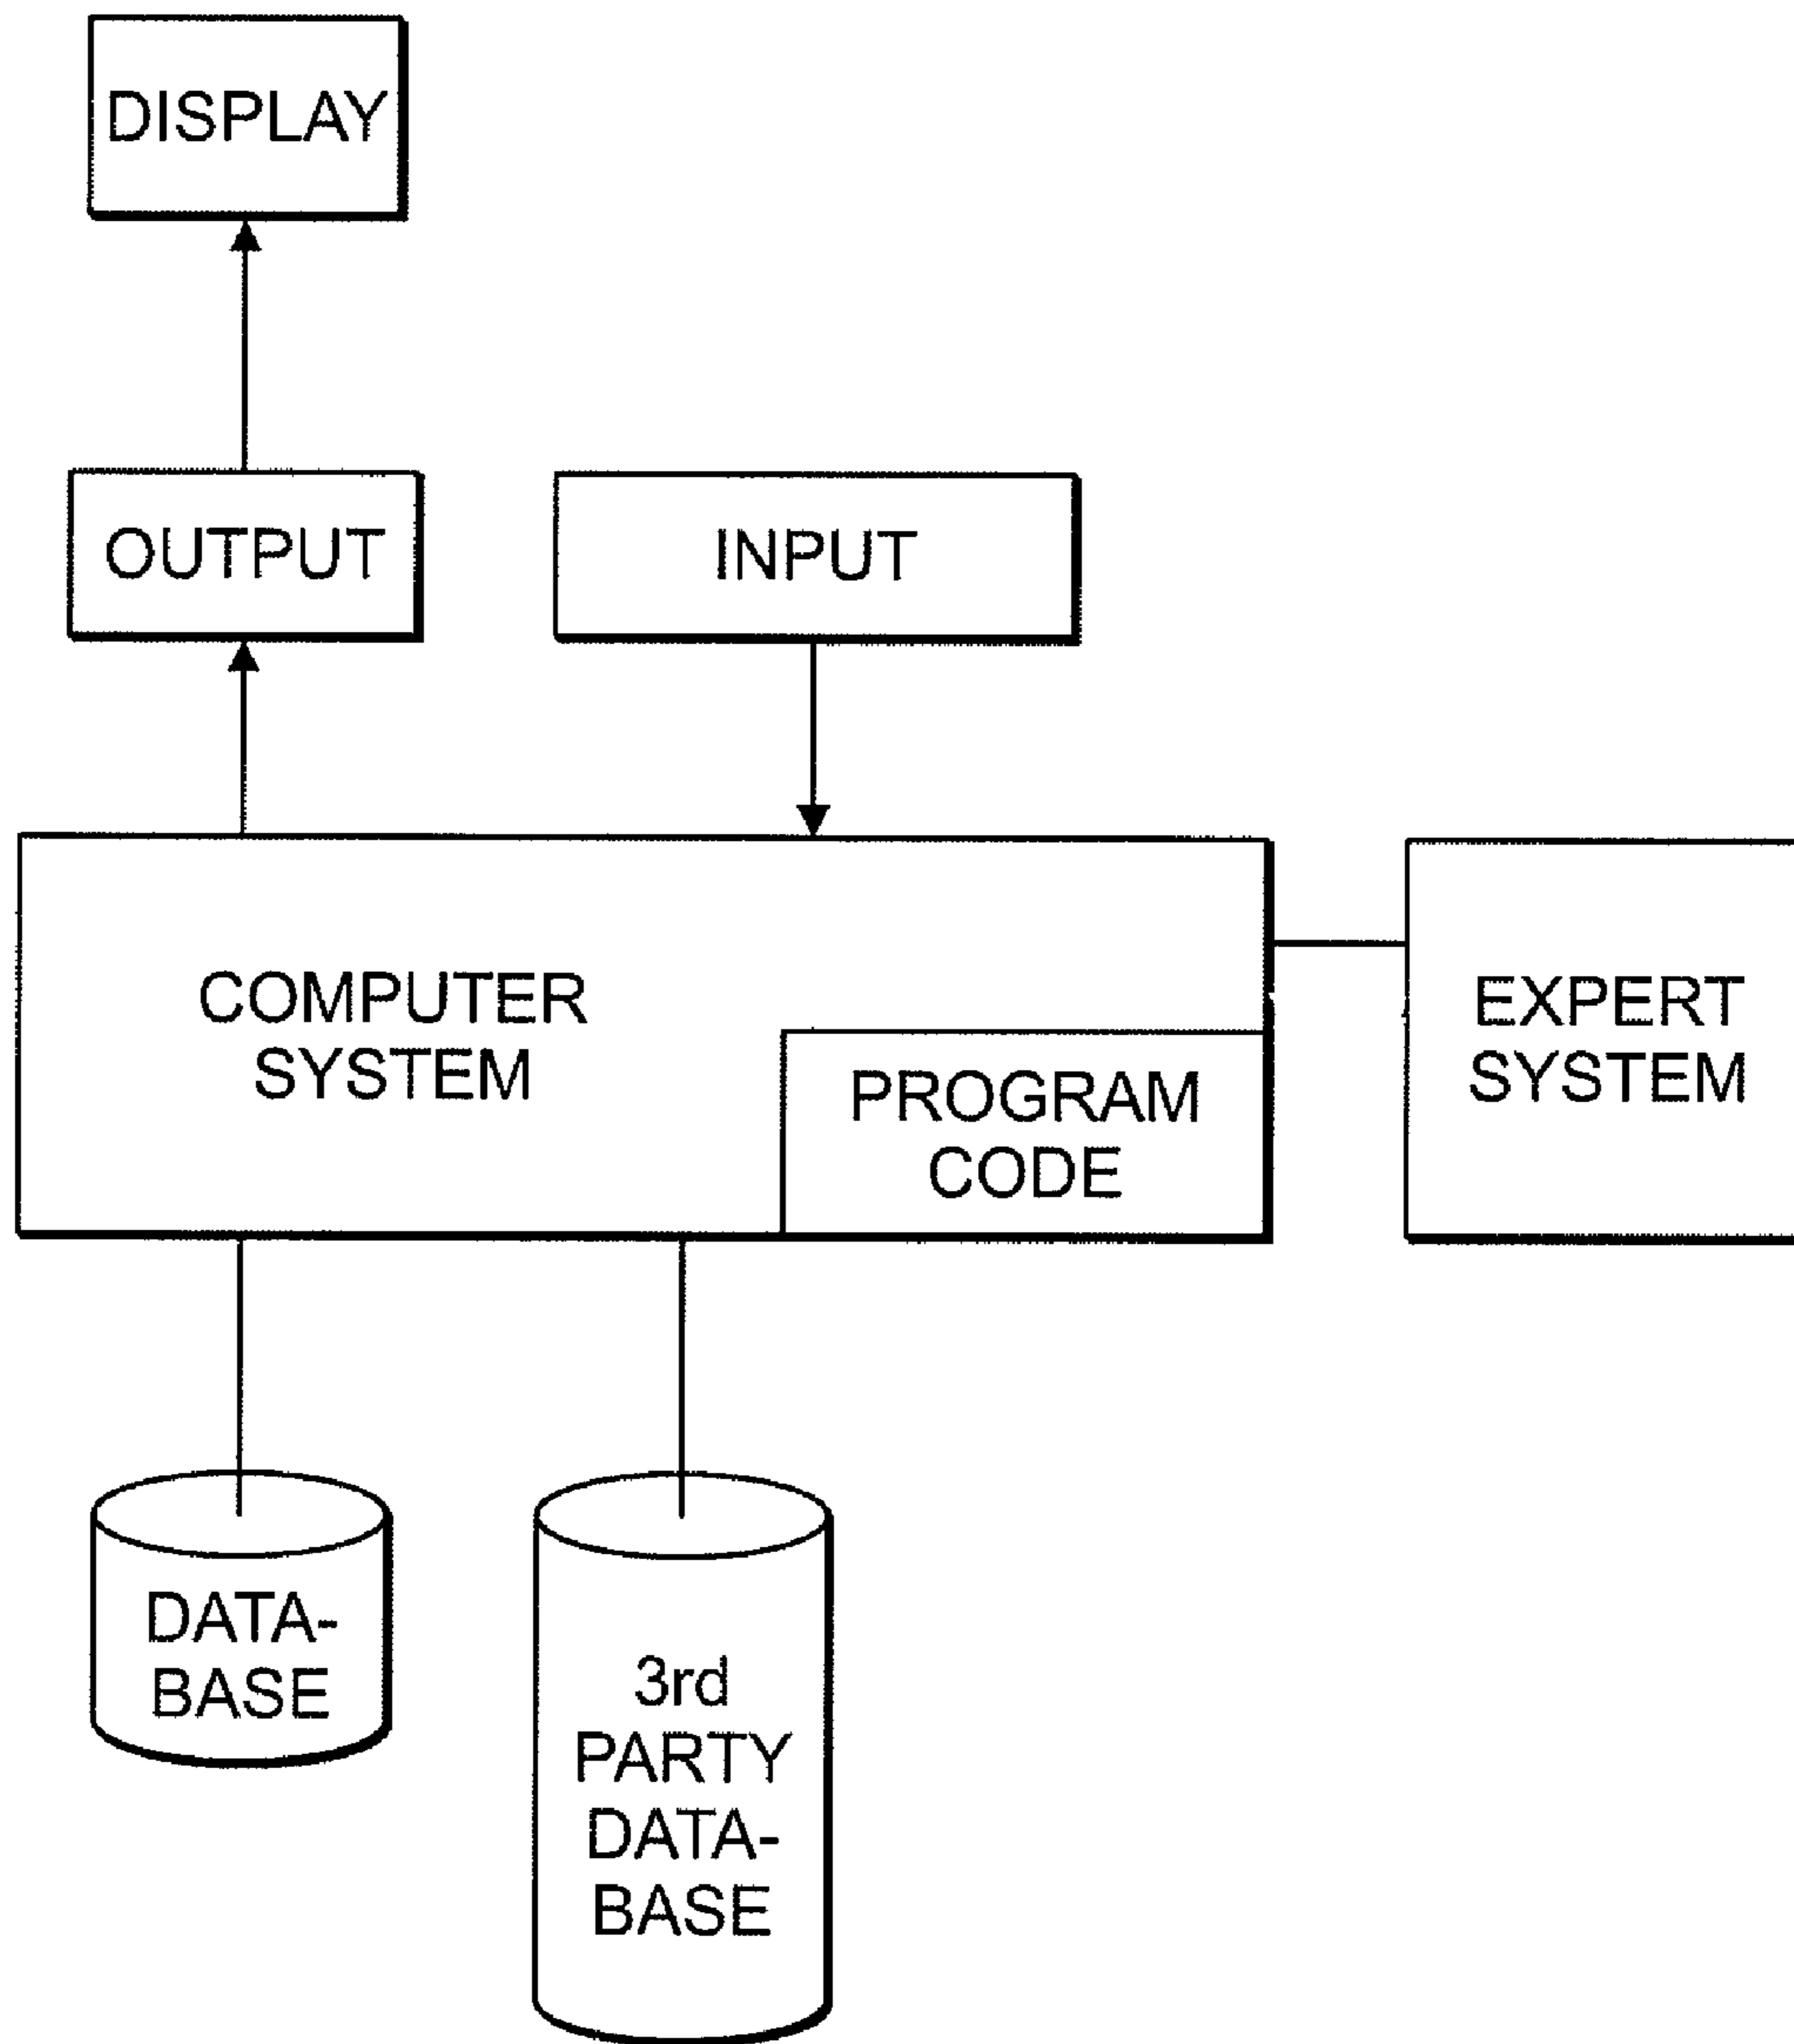 DISPLAY
OUTPUT
INPUT
COMPUTER
SYSTEM
PROGRAM
CODE
EXPERT
SYSTEM
DATA-
BASE
3rd
PARTY
DATA-
BASE